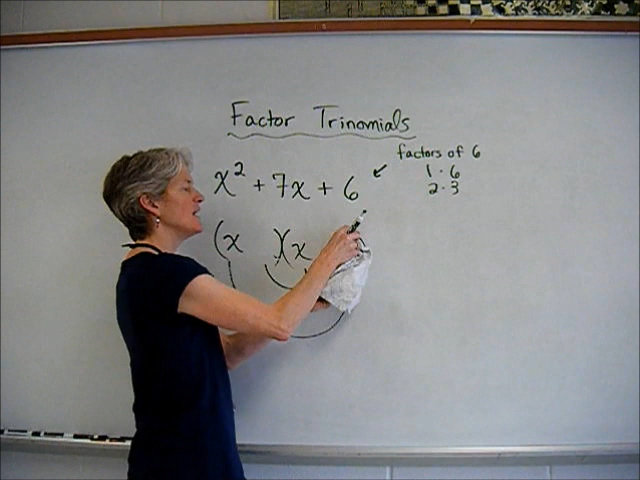 Factor Trinomials
x² + 7x + 6
factors of 6
1 · 6
2 · 3
(x )(x